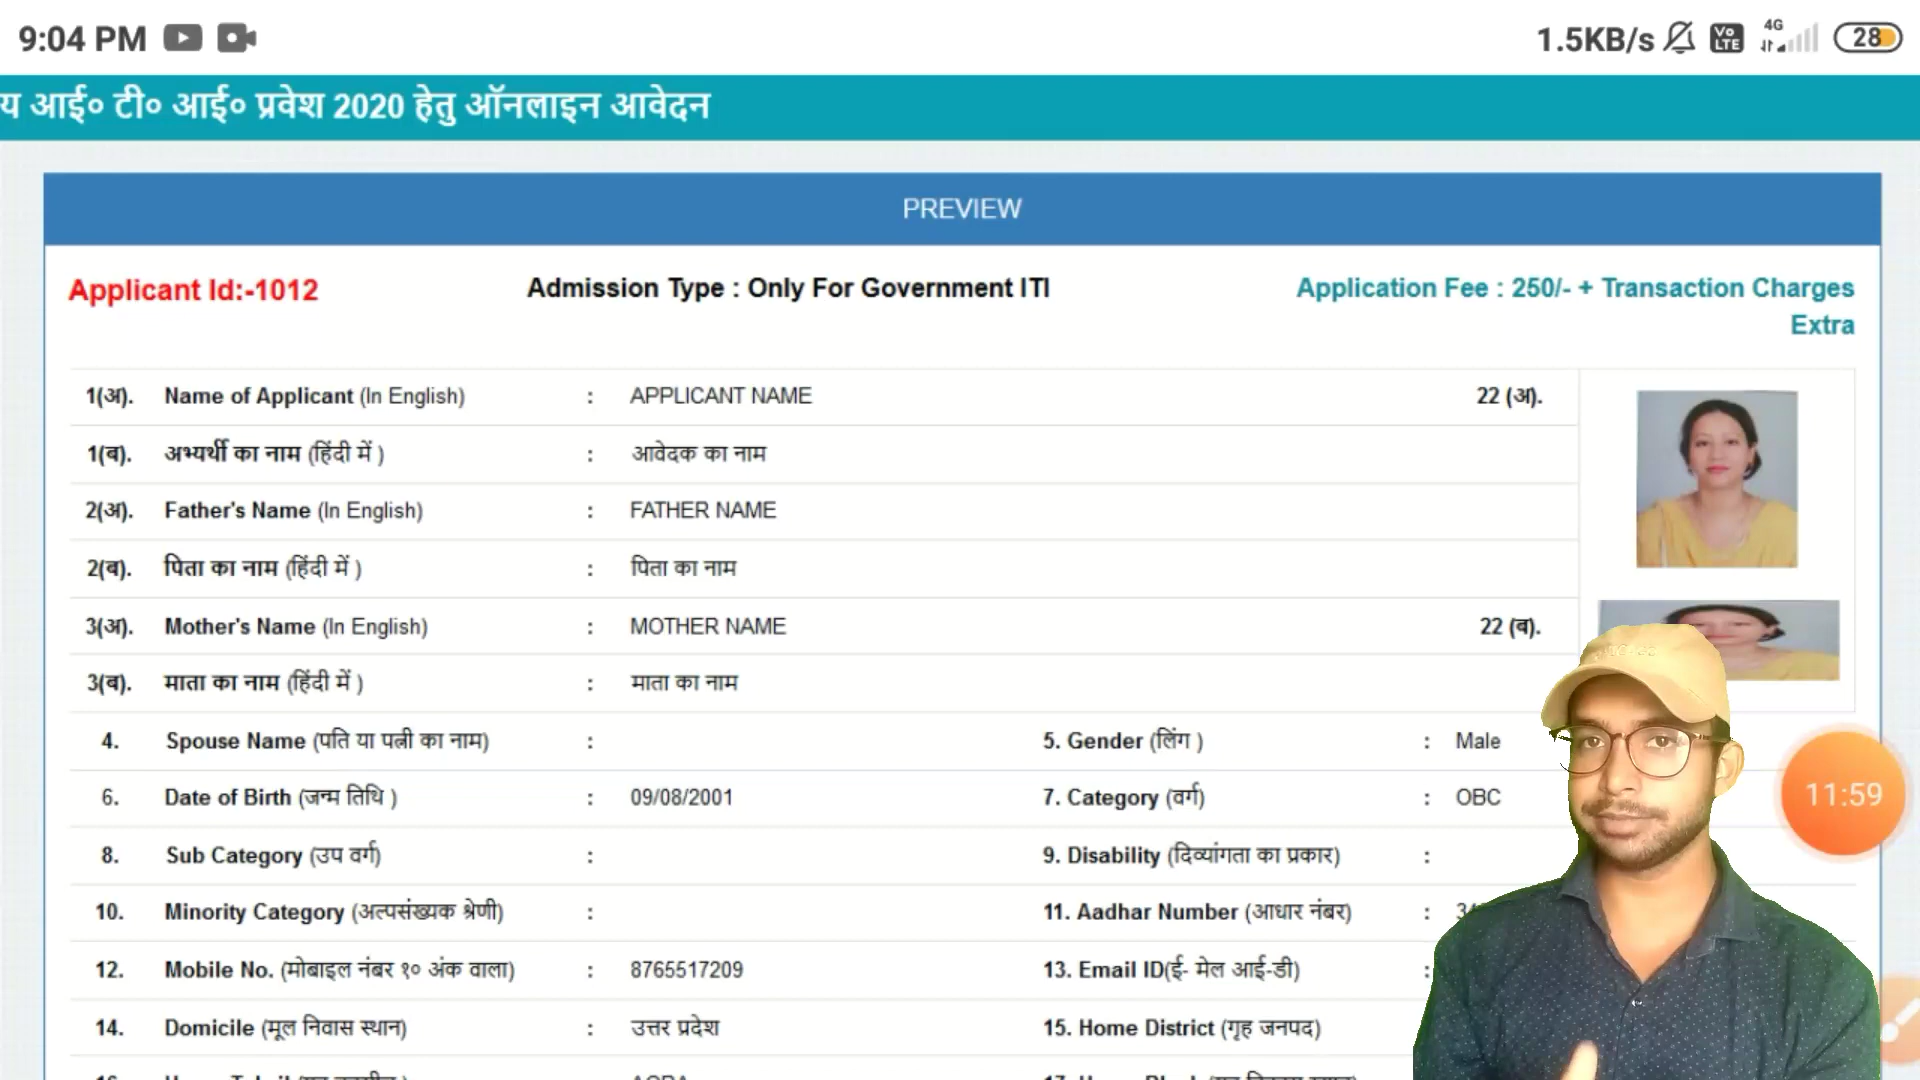 9:04 PM 1.5KB/s Vo LTE 4G 28
य आई० टी० आई० प्रवेश 2020 हेतु ऑनलाइन आवेदन
PREVIEW
Applicant Id:-1012 Admission Type : Only For Government ITI Application Fee : 250/- + Transaction Charges
Extra
1(अ). Name of Applicant (In English) : APPLICANT NAME 22 (अ).
1(ब). अभ्यर्थी का नाम (हिंदी में ) : आवेदक का नाम
2(अ). Father's Name (In English) : FATHER NAME
2(ब). पिता का नाम (हिंदी में ) : पिता का नाम
3(अ). Mother's Name (In English) : MOTHER NAME 22 (ब).
3(ब). माता का नाम (हिंदी में ) : माता का नाम
4. Spouse Name (पति या पत्नी का नाम) : 5. Gender (लिंग ) : Male
6. Date of Birth (जन्म तिथि ) : 09/08/2001 7. Category (वर्ग) : OBC
11:59
8. Sub Category (उप वर्ग) : 9. Disability (दिव्यांगता का प्रकार) :
10. Minority Category (अल्पसंख्यक श्रेणी) : 11. Aadhar Number (आधार नंबर) :
12. Mobile No. (मोबाइल नंबर १० अंक वाला) : 8765517209 13. Email ID(ई- मेल आई-डी) :
14. Domicile (मूल निवास स्थान) : उत्तर प्रदेश 15. Home District (गृह जनपद)